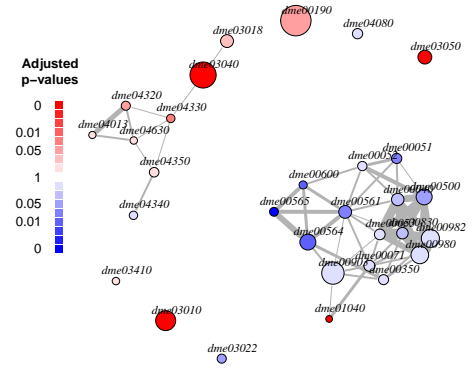 dme00190
dme03018
dme04080
dme03050
dme03040
Adjusted
p−values
0
0.01
0.05
1
0.05
0.01
0
dme04320
dme04330
dme04013
dme04630
dme04350
dme04340
dme00051
dme00600
dme00500
dme00565
dme00561
dme00982
dme00564
dme00980
dme00071
dme00350
dme03410
dme01040
dme03010
dme03022